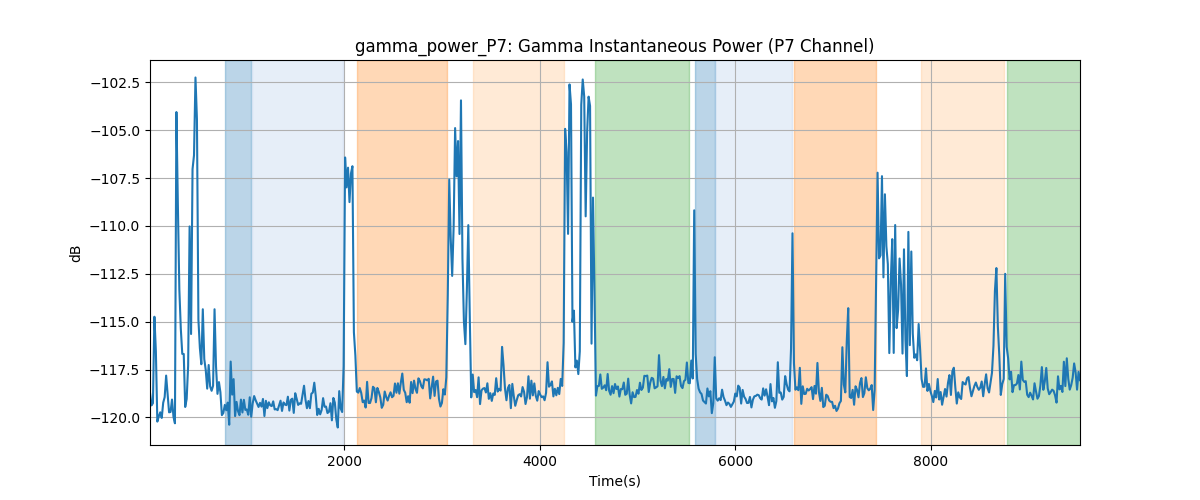 gamma_power_P7: Gamma Instantaneous Power (P7 Channel)
−102.5
−105.0
−107.5
−110.0
dB
−112.5
−115.0
−117.5
−120.0
2000 4000 6000 8000
Time(s)